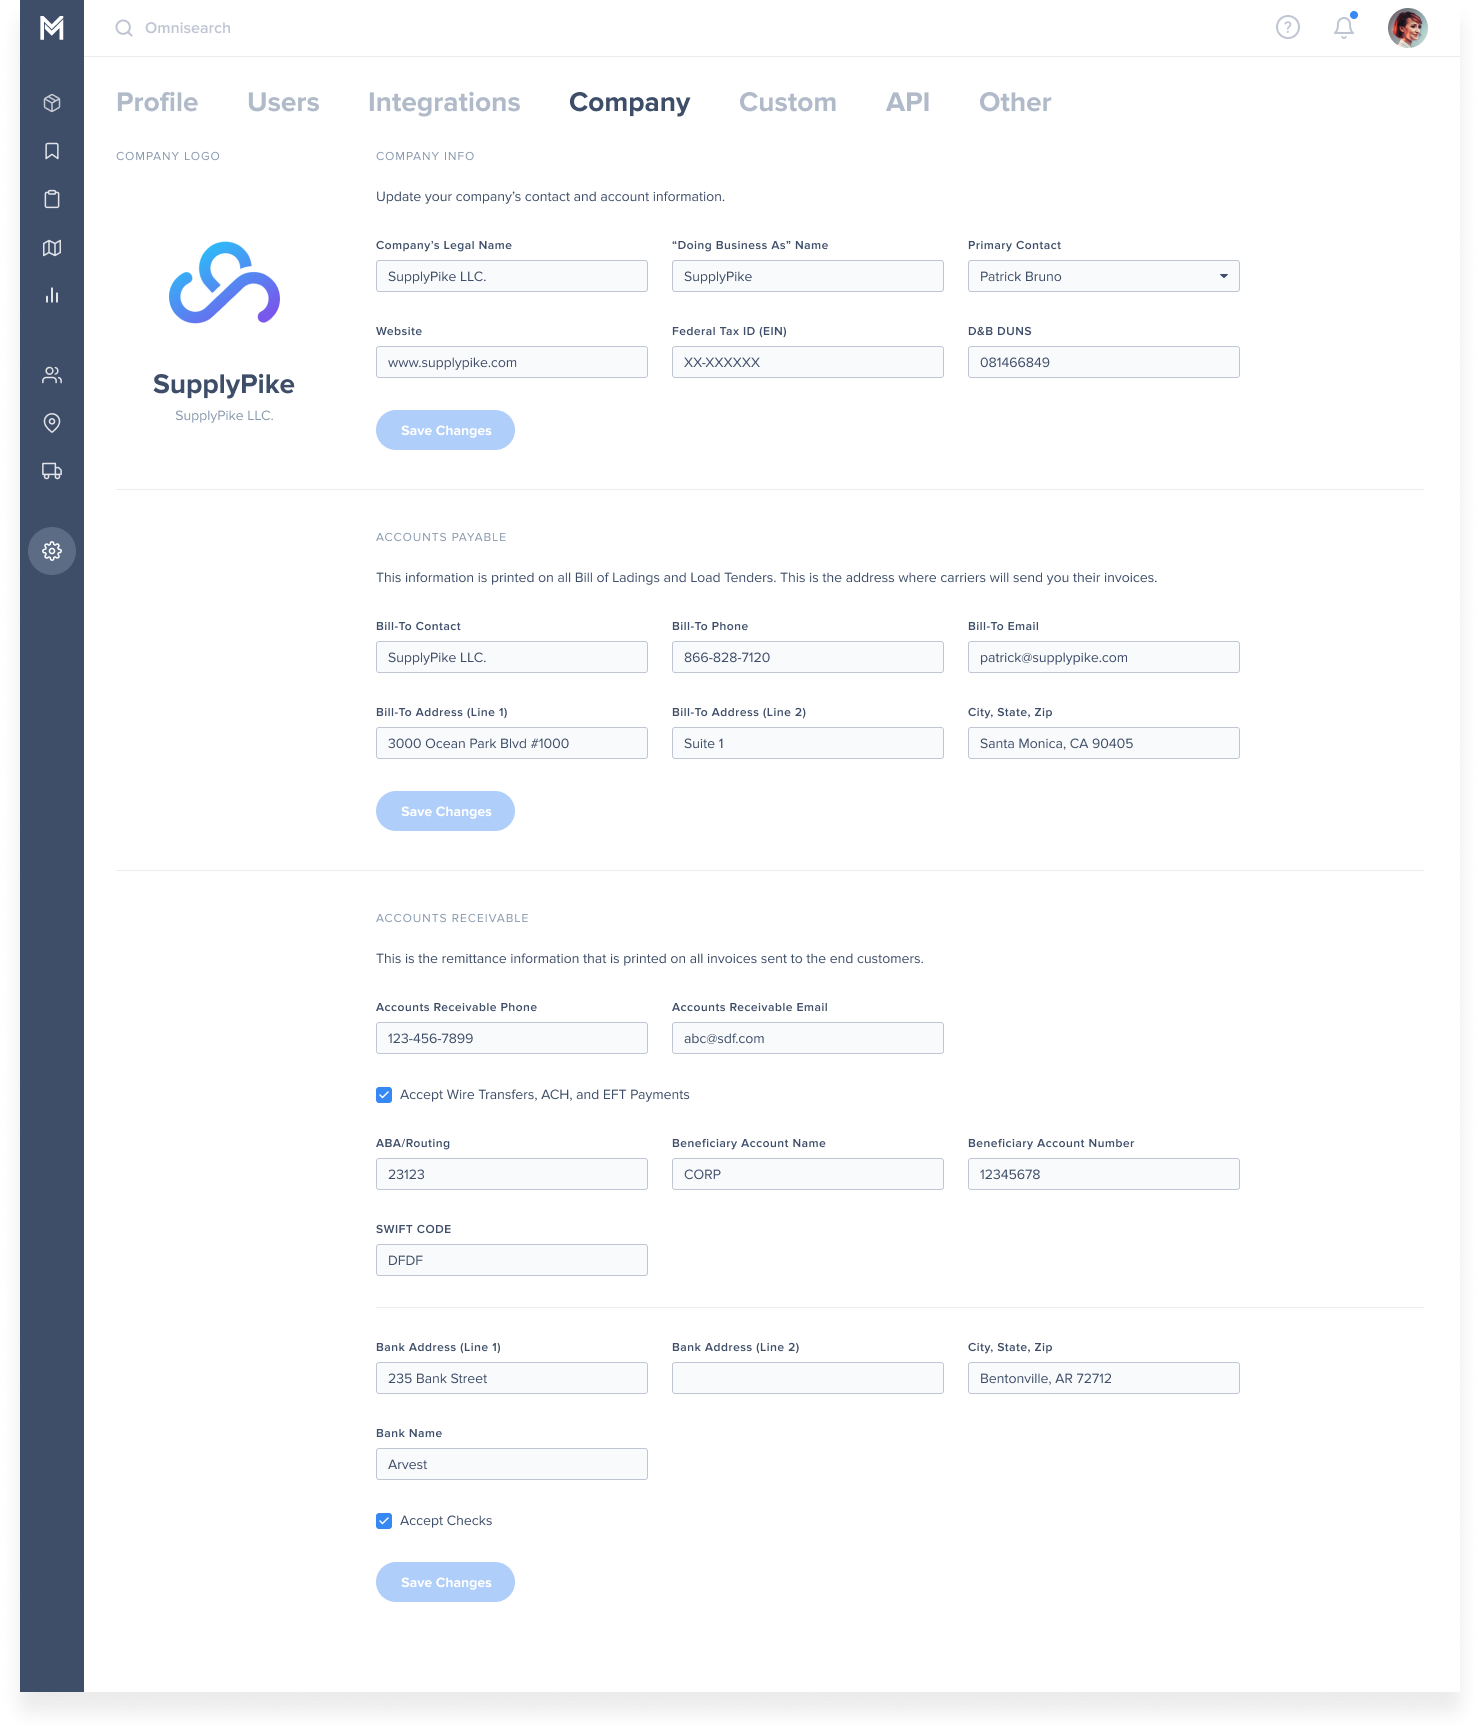 M
Omnisearch
?
Profile Users Integrations Company Custom API Other
COMPANY LOGO
SupplyPike
SupplyPike LLC.
COMPANY INFO
Update your company’s contact and account information.
Company’s Legal Name “Doing Business As” Name Primary Contact
SupplyPike LLC. SupplyPike Patrick Bruno
Website Federal Tax ID (EIN) D&B DUNS
www.supplypike.com XX-XXXXXX 081466849
Save Changes
ACCOUNTS PAYABLE
This information is printed on all Bill of Ladings and Load Tenders. This is the address where carriers will send you their invoices.
Bill-To Contact Bill-To Phone Bill-To Email
SupplyPike LLC. 866-828-7120 patrick@supplypike.com
Bill-To Address (Line 1) Bill-To Address (Line 2) City, State, Zip
3000 Ocean Park Blvd #1000 Suite 1 Santa Monica, CA 90405
Save Changes
ACCOUNTS RECEIVABLE
This is the remittance information that is printed on all invoices sent to the end customers.
Accounts Receivable Phone Accounts Receivable Email
123-456-7899 abc@sdf.com
Accept Wire Transfers, ACH, and EFT Payments
ABA/Routing Beneficiary Account Name Beneficiary Account Number
23123 CORP 12345678
SWIFT CODE
DFDF
Bank Address (Line 1) Bank Address (Line 2) City, State, Zip
235 Bank Street Bentonville, AR 72712
Bank Name
Arvest
Accept Checks
Save Changes